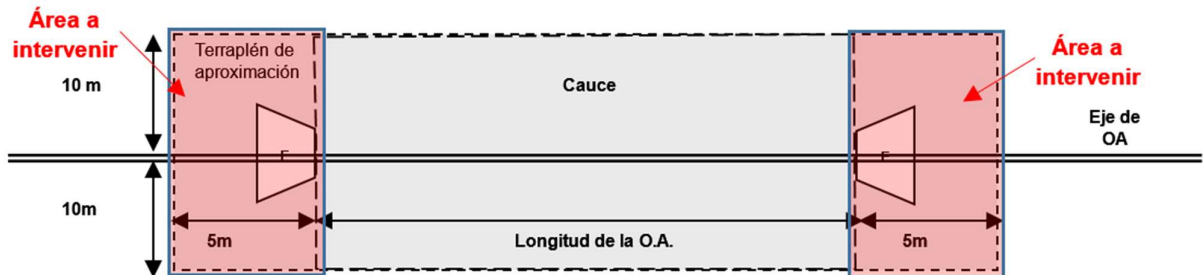 Área a
intervenir
Terraplén de
aproximación
10 m
Cauce
Área a
intervenir
Eje de
OA
F
F
10m
5m
Longitud de la O.A.
5m